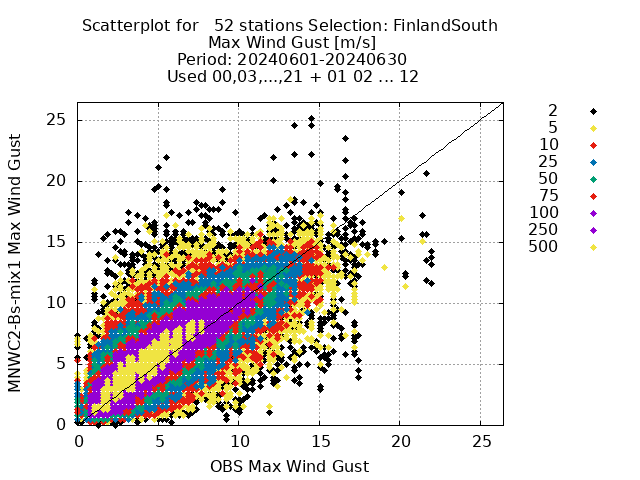 Scatterplot for   52 stations Selection: FinlandSouth
Max Wind Gust [m/s]
Period: 20240601-20240630
Used 00,03,...,21 + 01 02 ... 12
MNWC2-Bs-mix1 Max Wind Gust
25
20
15
10
5
0
0 5 10 15 20 25
OBS Max Wind Gust
2
5
10
25
50
75
100
250
500